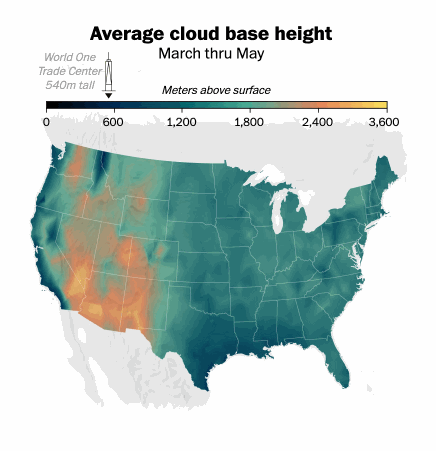 Average cloud base height
March thru May
World One
Trade Center
540m tall
Meters above surface
0 600 1,200 1,800 2,400 3,600